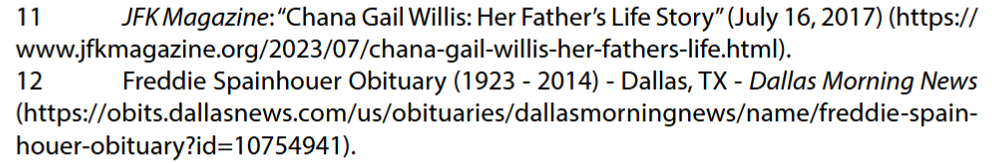 11 JFK Magazine: “Chana Gail Willis: Her Father’s Life Story” (July 16, 2017) (https://
www.jfkmagazine.org/2023/07/chana-gail-willis-her-fathers-life.html).
12 Freddie Spainhouer Obituary (1923 - 2014) - Dallas, TX - Dallas Morning News
(https://obits.dallasnews.com/us/obituaries/dallasmorningnews/name/freddie-spain-
houer-obituary?id=10754941).